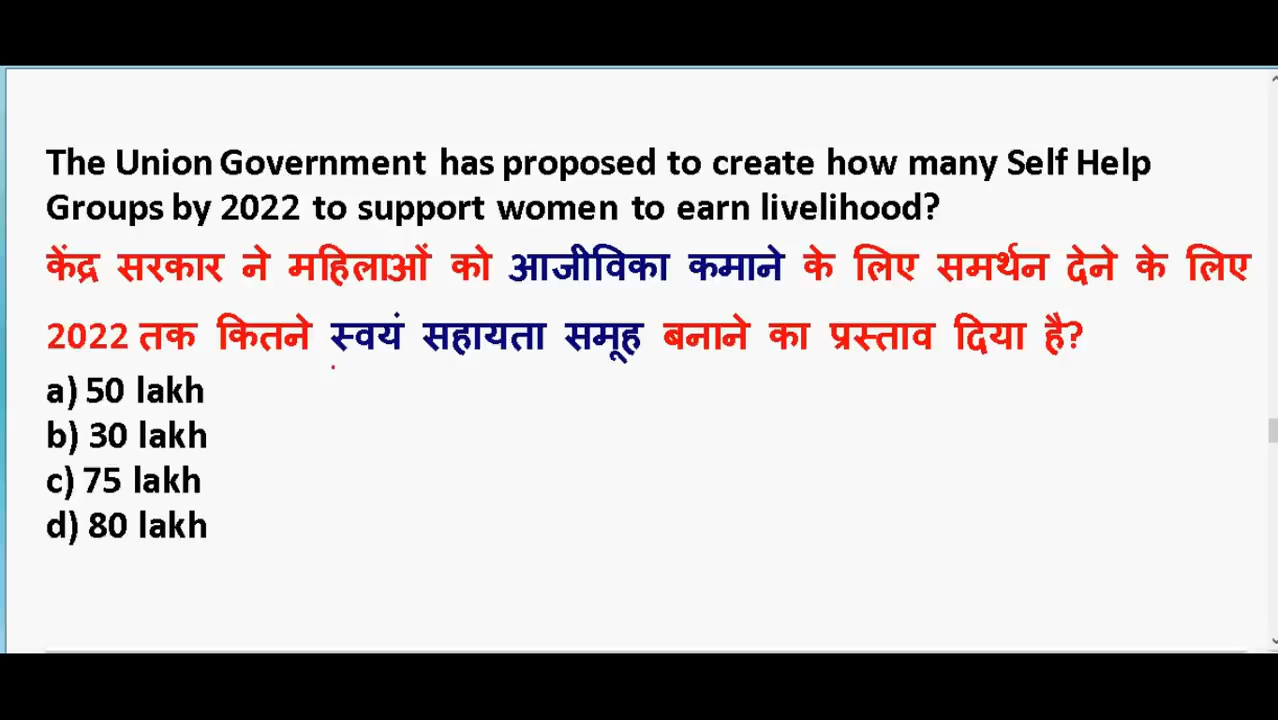 The Union Government has proposed to create how many Self Help
Groups by 2022 to support women to earn livelihood?
केंद्र सरकार ने महिलाओं को आजीविका कमाने के लिए समर्थन देने के लिए
2022 तक कितने स्वयं सहायता समूह बनाने का प्रस्ताव दिया है?
a) 50 lakh
b) 30 lakh
c) 75 lakh
d) 80 lakh